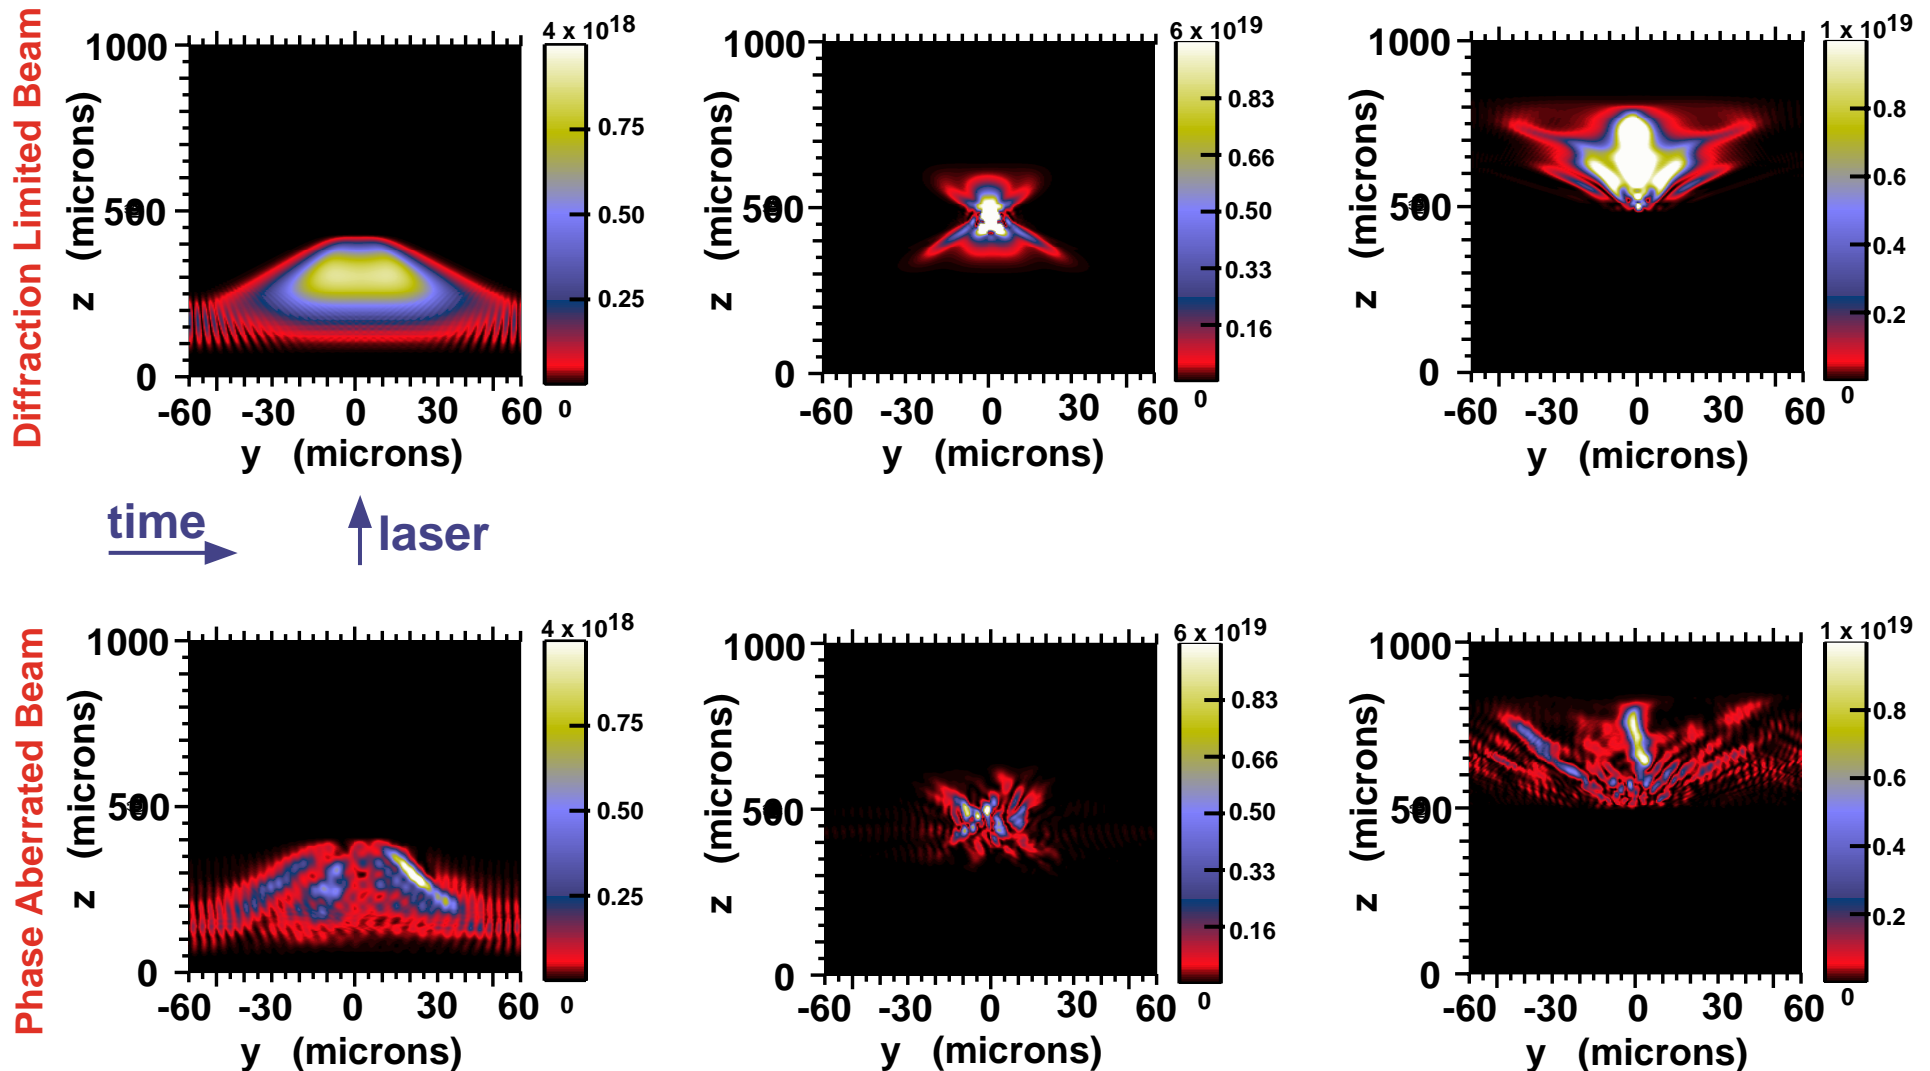 Diffraction Limited Beam
4 x 10^18
1000
500
0
z (microns)
-60 -30 0 30 60
y (microns)
0.75
0.50
0.25
0
6 x 10^19
1000
500
0
z (microns)
-60 -30 0 30 60
y (microns)
0.83
0.66
0.50
0.33
0.16
0
1 x 10^19
1000
500
0
z (microns)
-60 -30 0 30 60
y (microns)
0.8
0.6
0.4
0.2
0
time
laser
Phase Aberrated Beam
4 x 10^18
1000
500
0
z (microns)
-60 -30 0 30 60
y (microns)
0.75
0.50
0.25
0
6 x 10^19
1000
500
0
z (microns)
-60 -30 0 30 60
y (microns)
0.83
0.66
0.50
0.33
0.16
0
1 x 10^19
1000
500
0
z (microns)
-60 -30 0 30 60
y (microns)
0.8
0.6
0.4
0.2
0